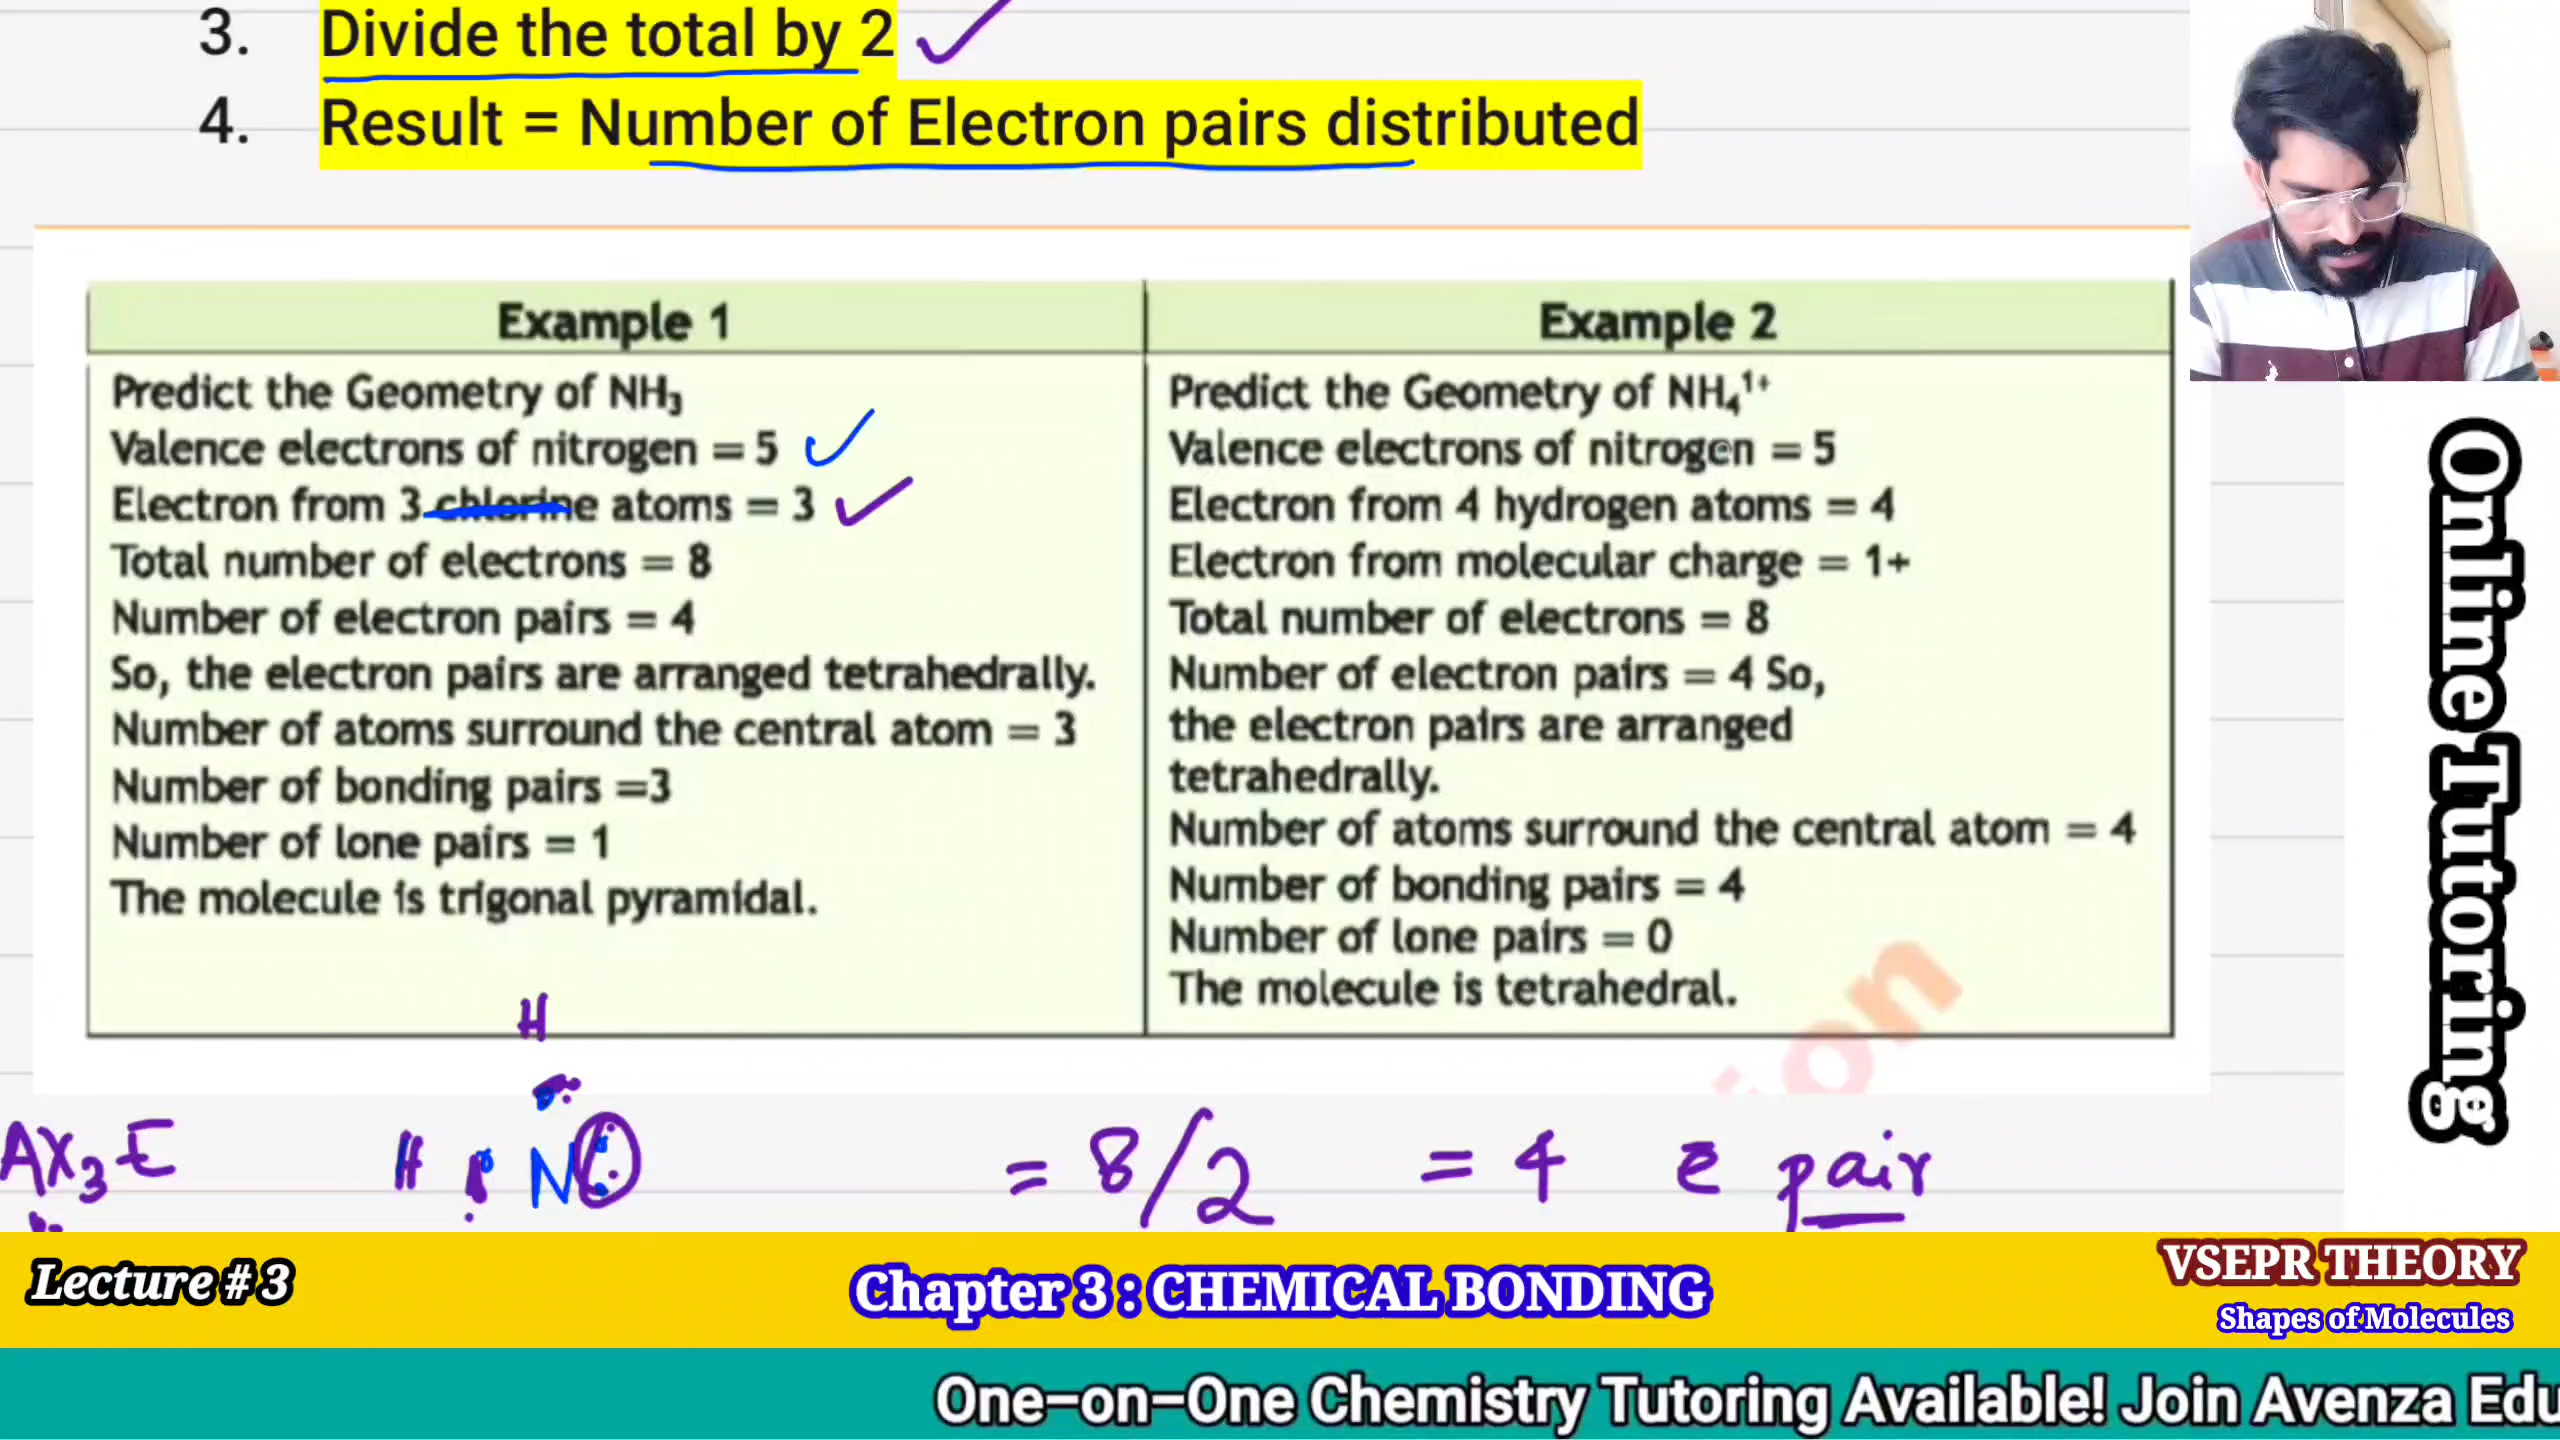 3. Divide the total by 2
4. Result = Number of Electron pairs distributed
Example 1
Predict the Geometry of NH₃
Valence electrons of nitrogen = 5
Electron from 3 chlorine atoms = 3
Total number of electrons = 8
Number of electron pairs = 4
So, the electron pairs are arranged tetrahedrally.
Number of atoms surround the central atom = 3
Number of bonding pairs =3
Number of lone pairs = 1
The molecule is trigonal pyramidal.
Example 2
Predict the Geometry of NH₄¹⁺
Valence electrons of nitrogen = 5
Electron from 4 hydrogen atoms = 4
Electron from molecular charge = 1+
Total number of electrons = 8
Number of electron pairs = 4 So,
the electron pairs are arranged
tetrahedrally.
Number of atoms surround the central atom = 4
Number of bonding pairs = 4
Number of lone pairs = 0
The molecule is tetrahedral.
ion
H
AX₃E
H N
= 8/2 = 4 e̅ pair
Online Tutoring
Lecture # 3
Chapter 3 : CHEMICAL BONDING
VSEPR THEORY
Shapes of Molecules
One-on-One Chemistry Tutoring Available! Join Avenza Edu